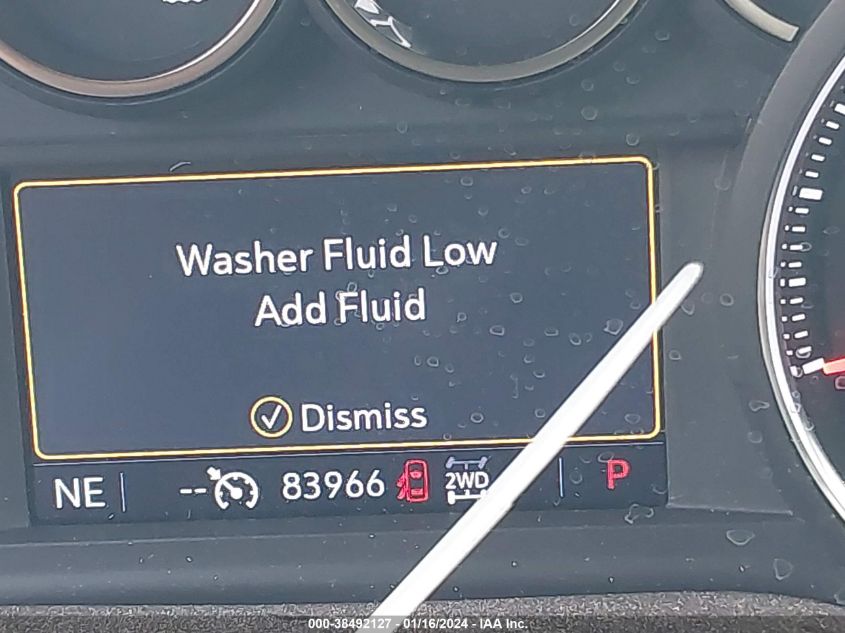 Washer Fluid Low
Add Fluid
Dismiss
NE -- 83966 2WD P
000-38492127 - 01/16/2024 - IAA Inc.